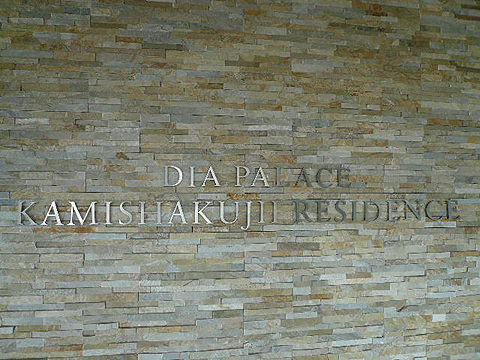 DIA PALACE
KAMISHAKUJII RESIDENCE